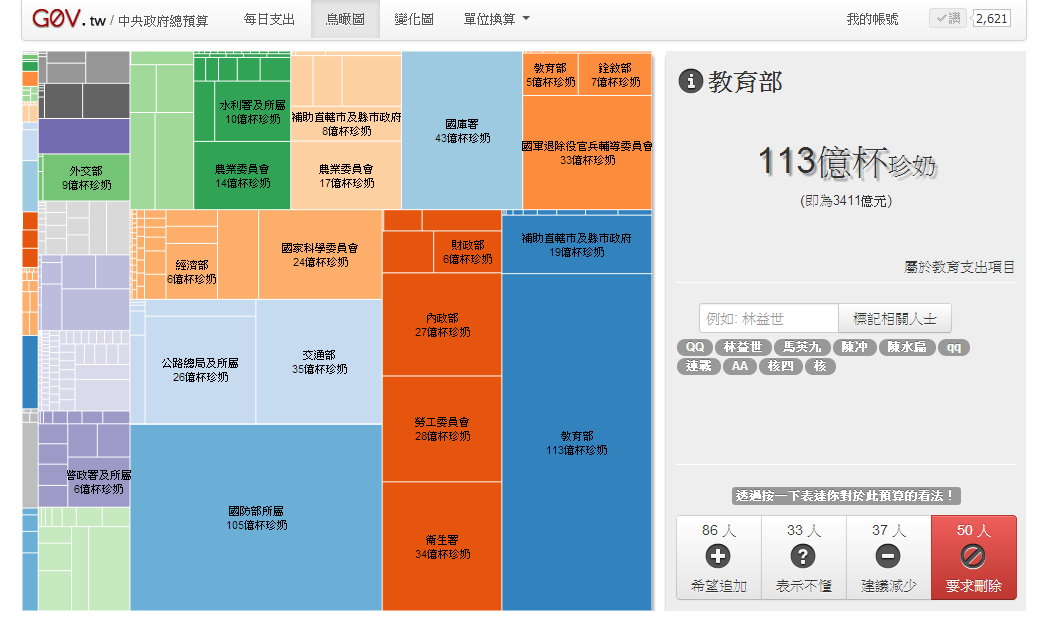 G0V.tw / 中央政府總預算
每日支出
鳥瞰圖
變化圖
單位換算
我的帳號
讚
2,621
教育部
5億杯珍奶
銓敘部
7億杯珍奶
水利署及所屬
10億杯珍奶
補助直轄市及縣市政府
8億杯珍奶
國庫署
43億杯珍奶
國軍退除役官兵輔導委員會
33億杯珍奶
外交部
9億杯珍奶
農業委員會
14億杯珍奶
農業委員會
17億杯珍奶
經濟部
6億杯珍奶
國家科學委員會
24億杯珍奶
財政部
6億杯珍奶
補助直轄市及縣市政府
19億杯珍奶
內政部
27億杯珍奶
公路總局及所屬
26億杯珍奶
交通部
35億杯珍奶
勞工委員會
28億杯珍奶
教育部
113億杯珍奶
警政署及所屬
6億杯珍奶
國防部所屬
105億杯珍奶
衛生署
34億杯珍奶
教育部
113億杯珍奶
(即為3411億元)
屬於教育支出項目
例如: 林益世
標記相關人士
QQ 林益世 馬英九 陳冲 陳水扁 qq
連戰 AA 核四 核
透過按一下表達你對於此預算的看法！
86 人
希望追加
33 人
表示不懂
37 人
建議減少
50 人
要求刪除